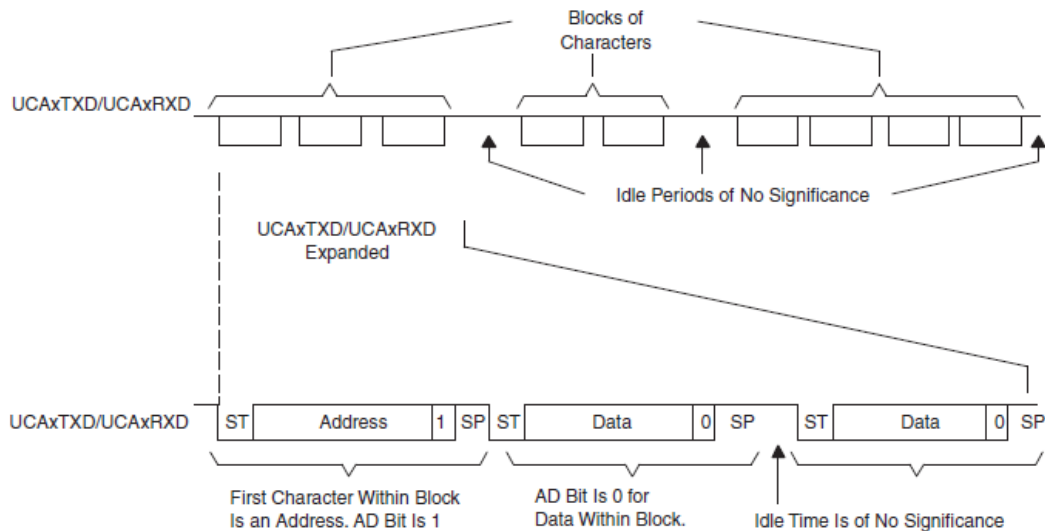 Blocks of
Characters
UCAxTXD/UCAxRXD
Idle Periods of No Significance
UCAxTXD/UCAxRXD
Expanded
UCAxTXD/UCAxRXD
ST
Address
1
SP
ST
Data
0
SP
ST
Data
0
SP
First Character Within Block
Is an Address. AD Bit Is 1
AD Bit Is 0 for
Data Within Block.
Idle Time Is of No Significance